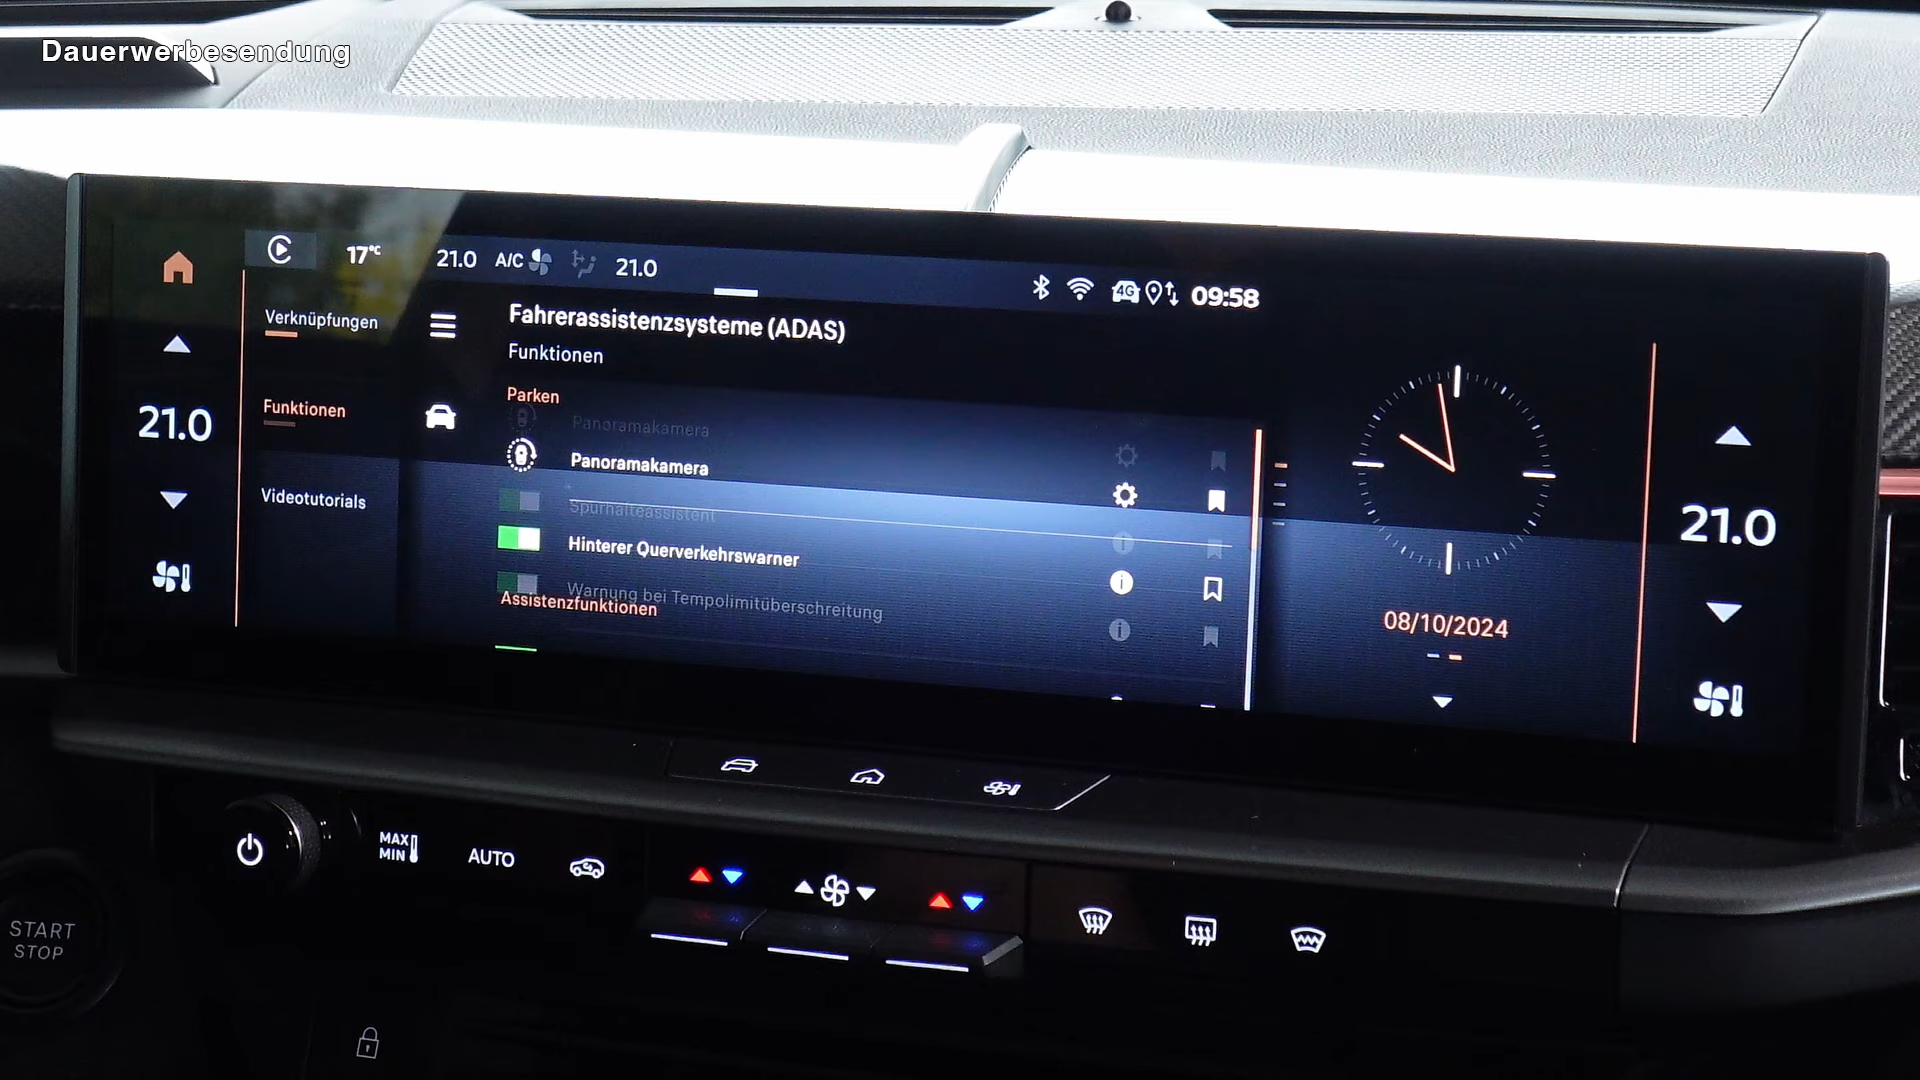 Dauerwerbesendung
17°C
21.0 A/C 21.0
4G
09:58
Verknüpfungen
Funktionen
Videotutorials
21.0
Fahrerassistenzsysteme (ADAS)
Funktionen
Parken
Panoramakamera
Panoramakamera
Spurhalteassistent
Hinterer Querverkehrswarner
Warnung bei Tempolimitüberschreitung
Assistenzfunktionen
08/10/2024
21.0
MAX
MIN
AUTO
START
STOP